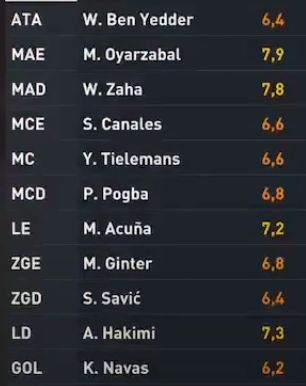 ATA W. Ben Yedder 6,4
MAE M. Oyarzabal 7,9
MAD W. Zaha 7,8
MCE S. Canales 6,6
MC Y. Tielemans 6,6
MCD P. Pogba 6,8
LE M. Acuña 7,2
ZGE M. Ginter 6,8
ZGD S. Savić 6,4
LD A. Hakimi 7,3
GOL K. Navas 6,2